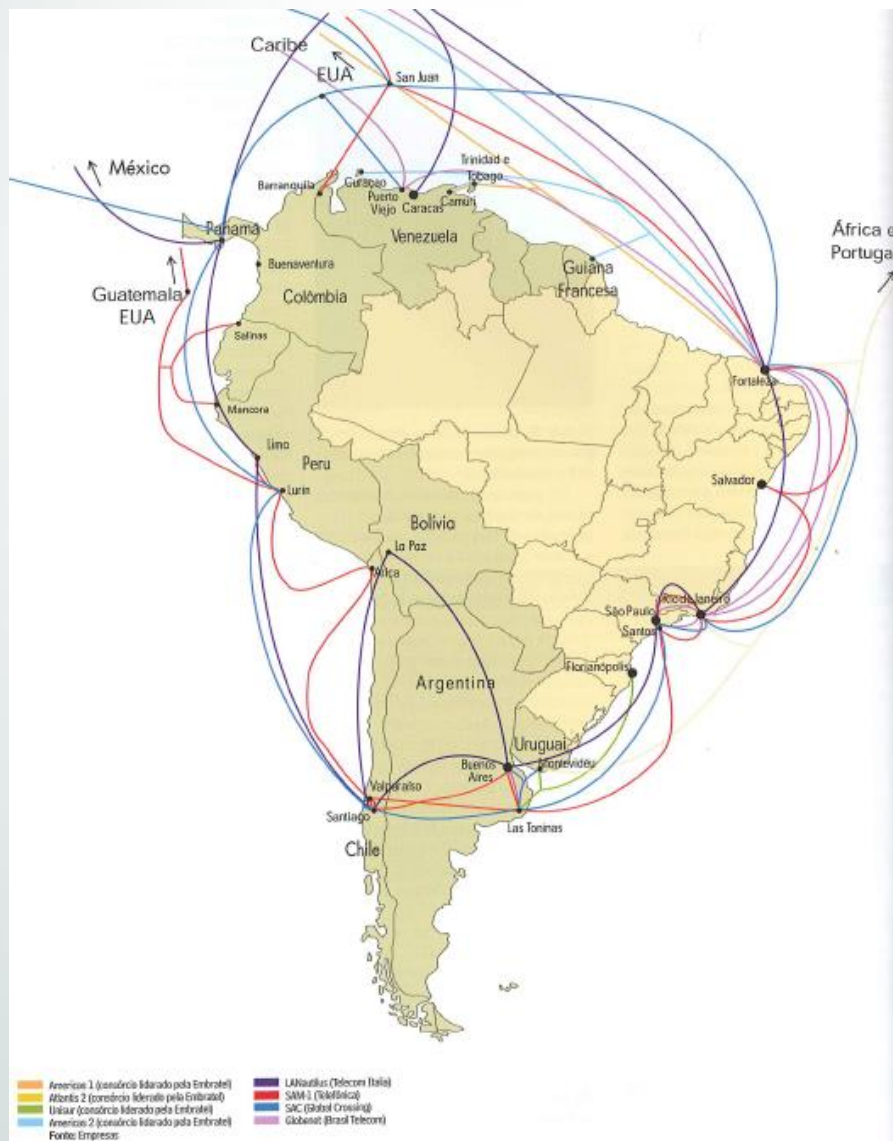 Caribe
EUA
San Juan
México
Trinidad e
Tobago
Barranquila
Curaçao
Puerto
Viejo
Caracas
Camúri
Panamá
Venezuela
África e
Portugal
Buenaventura
Guiana
Francesa
Guatemala
EUA
Colômbia
Salinas
Fortaleza
Mancora
Lima
Peru
Lurin
Salvador
Bolívia
La Paz
Arica
Rio de Janeiro
São Paulo
Santos
Florianópolis
Argentina
Uruguai
Buenos
Aires
Montevidéu
Valparaíso
Santiago
Las Toninas
Chile
Americas 1 (consórcio liderado pela Embratel)
Atlantis 2 (consórcio liderado pela Embratel)
Unisur (consórcio liderado pela Embratel)
Americas 2 (consórcio liderado pela Embratel)
Fonte: Empresas
LANautilus (Telecom Italia)
SAM-1 (Telefônica)
SAC (Global Crossing)
Globenet (Brasil Telecom)